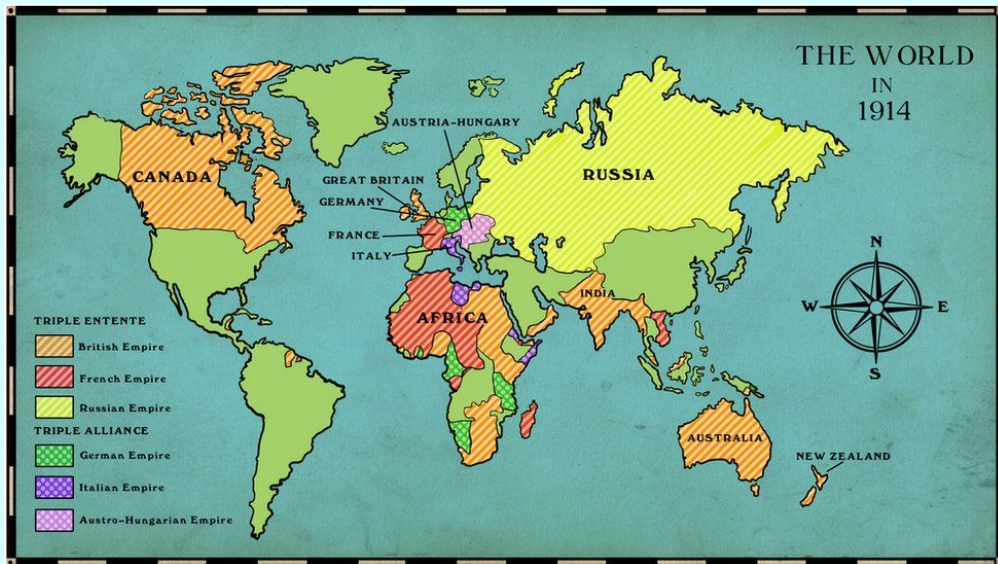 THE WORLD
IN
1914
AUSTRIA-HUNGARY
CANADA
RUSSIA
GREAT BRITAIN
GERMANY
FRANCE
ITALY
INDIA
AFRICA
N
W
E
S
TRIPLE ENTENTE
British Empire
French Empire
Russian Empire
TRIPLE ALLIANCE
German Empire
Italian Empire
Austro-Hungarian Empire
AUSTRALIA
NEW ZEALAND